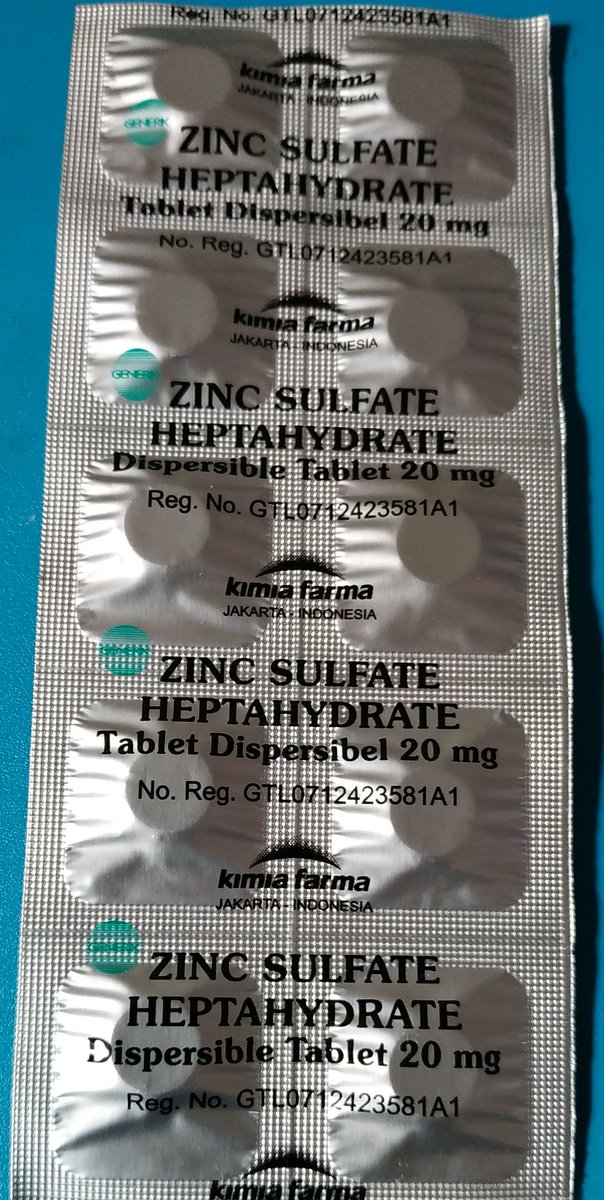 Reg. No. GTL0712423581A1
kimia farma
JAKARTA - INDONESIA
GENERIK
ZINC SULFATE
HEPTAHYDRATE
Tablet Dispersibel 20 mg
No. Reg. GTL0712423581A1
kimia farma
JAKARTA - INDONESIA
GENERIK
ZINC SULFATE
HEPTAHYDRATE
Dispersible Tablet 20 mg
Reg. No. GTL0712423581A1
kimia farma
JAKARTA - INDONESIA
GENERIK
ZINC SULFATE
HEPTAHYDRATE
Tablet Dispersibel 20 mg
No. Reg. GTL0712423581A1
kimia farma
JAKARTA - INDONESIA
GENERIK
ZINC SULFATE
HEPTAHYDRATE
Dispersible Tablet 20 mg
Reg. No. GTL0712423581A1
kimia farma